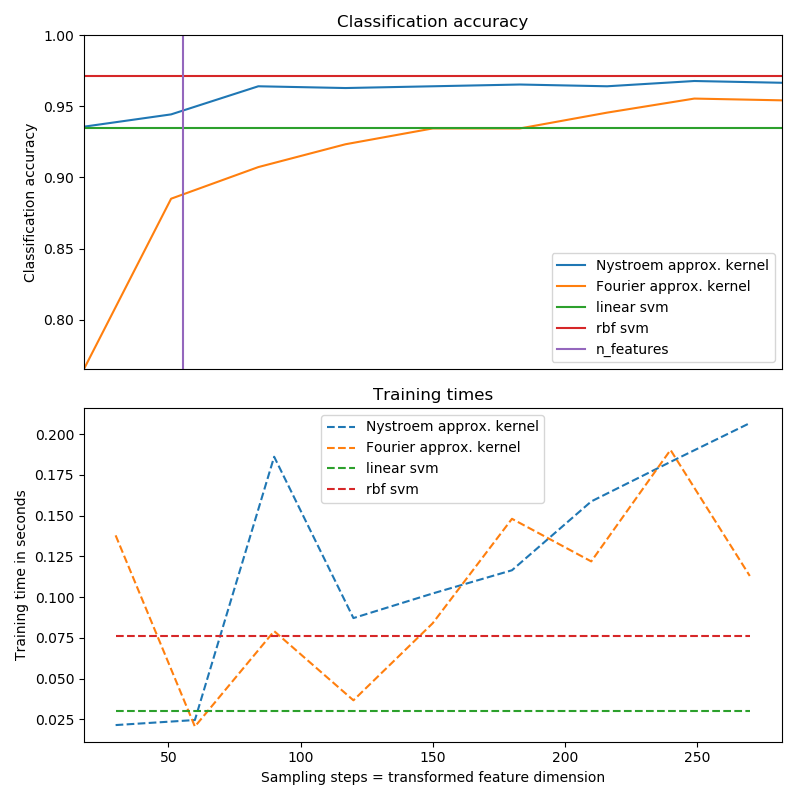 Classification accuracy
1.00
0.95
0.90
0.85
0.80
Classification accuracy
Nystroem approx. kernel
Fourier approx. kernel
linear svm
rbf svm
n_features
Training times
0.200
0.175
0.150
0.125
0.100
0.075
0.050
0.025
Training time in seconds
Nystroem approx. kernel
Fourier approx. kernel
linear svm
rbf svm
50 100 150 200 250
Sampling steps = transformed feature dimension